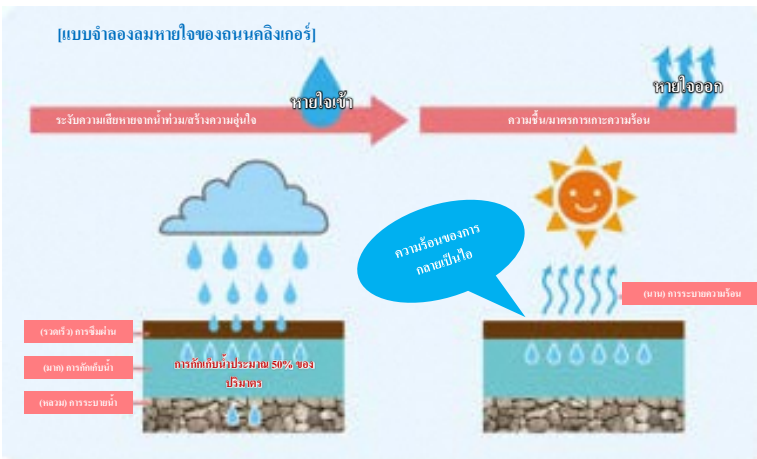 [แบบจำลองลมหายใจของถนนคลิงเกอร์]
หายใจเข้า
หายใจออก
ระงับความเสียหายจากน้ำท่วม/สร้างความอุ่นใจ
ความชื้น/มาตรการเกาะความร้อน
ความร้อนของการ
กลายเป็นไอ
(นาน) การระบายความร้อน
(รวดเร็ว) การซึมผ่าน
(มาก) การกักเก็บน้ำ
การกักเก็บน้ำประมาณ 50% ของ
ปริมาตร
(หลวม) การระบายน้ำ